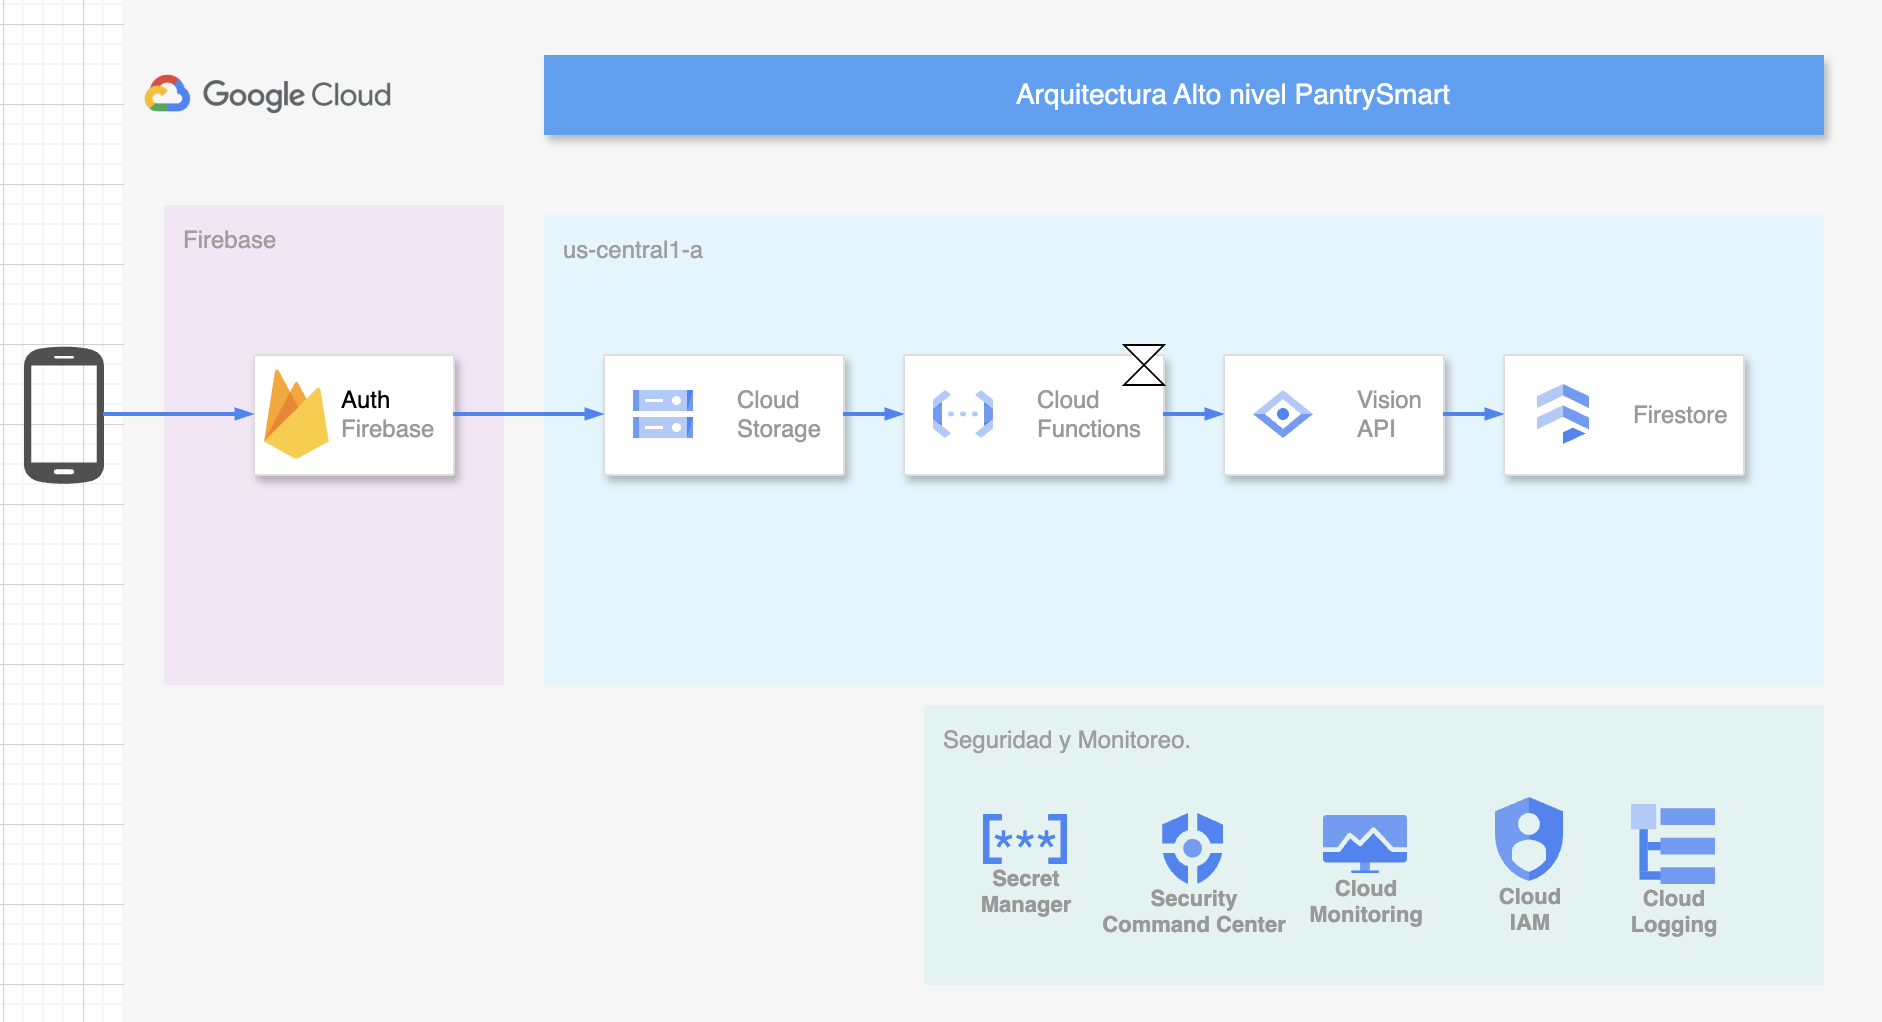 Google Cloud
Arquitectura Alto nivel PantrySmart
Firebase
us-central1-a
Auth
Firebase
Cloud
Storage
Cloud
Functions
Vision
API
Firestore
Seguridad y Monitoreo.
[***]
Secret
Manager
Security
Command Center
Cloud
Monitoring
Cloud
IAM
Cloud
Logging